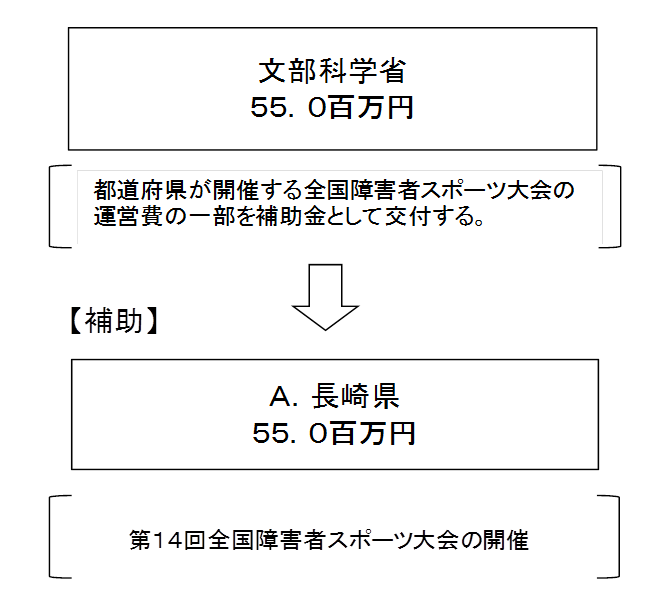 文部科学省
５５．０百万円
都道府県が開催する全国障害者スポーツ大会の
運営費の一部を補助金として交付する。
【補助】
Ａ．長崎県
５５．０百万円
第１４回全国障害者スポーツ大会の開催